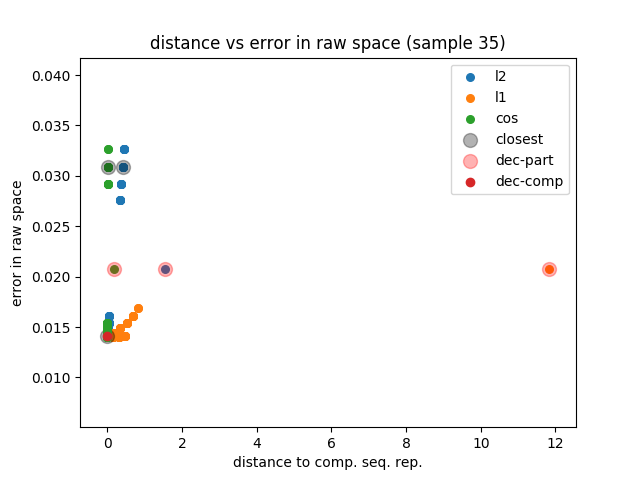 distance vs error in raw space (sample 35)
0.040
0.035
0.030
0.025
0.020
0.015
0.010
error in raw space
l2
l1
cos
closest
dec-part
dec-comp
0 2 4 6 8 10 12
distance to comp. seq. rep.